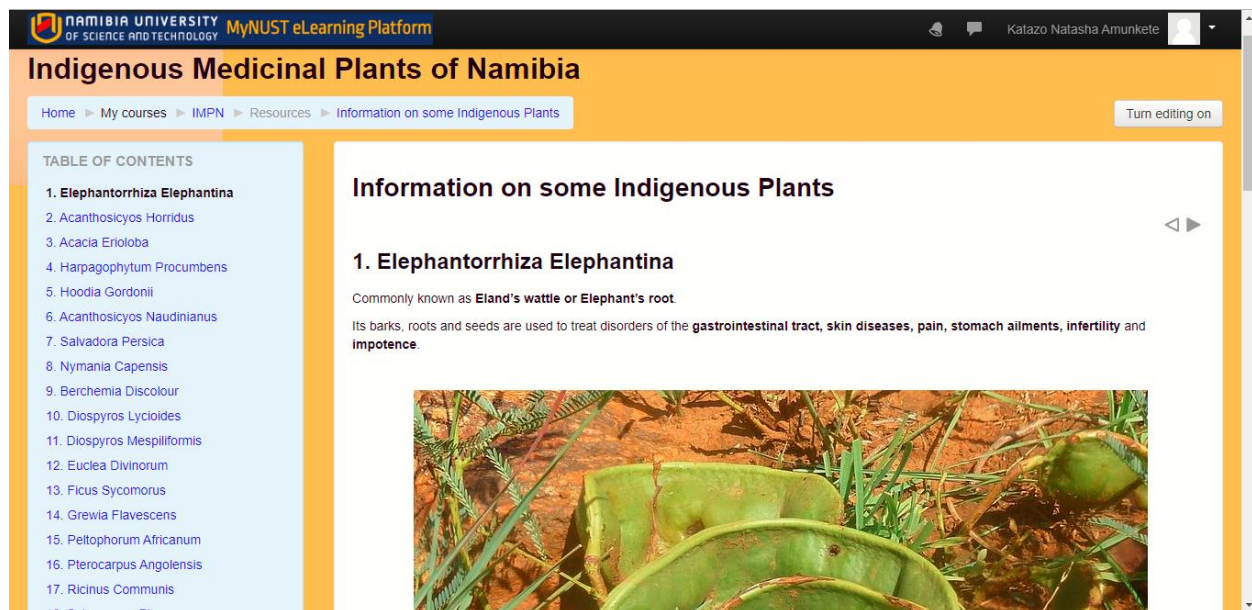 NAMIBIA UNIVERSITY
OF SCIENCE AND TECHNOLOGY
MyNUST eLearning Platform
Katazo Natasha Amunkete
Indigenous Medicinal Plants of Namibia
Home ► My courses ► IMPN ► Resources ► Information on some Indigenous Plants
Turn editing on
TABLE OF CONTENTS
1. Elephantorrhiza Elephantina
2. Acanthosicyos Horridus
3. Acacia Erioloba
4. Harpagophytum Procumbens
5. Hoodia Gordonii
6. Acanthosicyos Naudinianus
7. Salvadora Persica
8. Nymania Capensis
9. Berchemia Discolour
10. Diospyros Lycioides
11. Diospyros Mespiliformis
12. Euclea Divinorum
13. Ficus Sycomorus
14. Grewia Flavescens
15. Peltophorum Africanum
16. Pterocarpus Angolensis
17. Ricinus Communis
Information on some Indigenous Plants
1. Elephantorrhiza Elephantina
Commonly known as Eland's wattle or Elephant's root.
Its barks, roots and seeds are used to treat disorders of the gastrointestinal tract, skin diseases, pain, stomach ailments, infertility and
impotence.